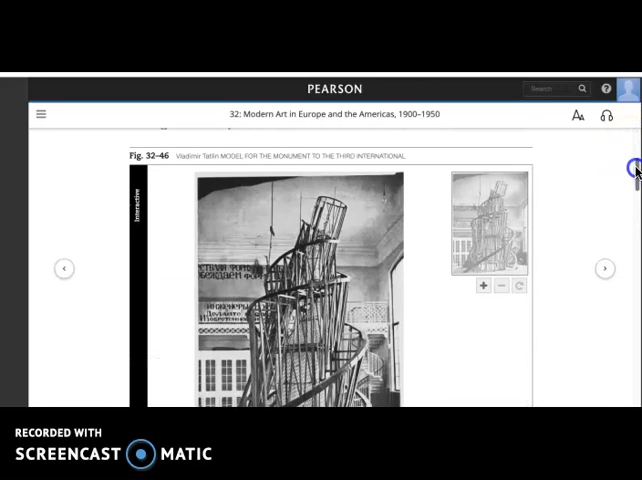 PEARSON
Search
32: Modern Art in Europe and the Americas, 1900–1950
Fig. 32–46 Vladimir Tatlin MODEL FOR THE MONUMENT TO THE THIRD INTERNATIONAL
Interactive
ИНЖЕНЕРЫ
RECORDED WITH
SCREENCAST MATIC